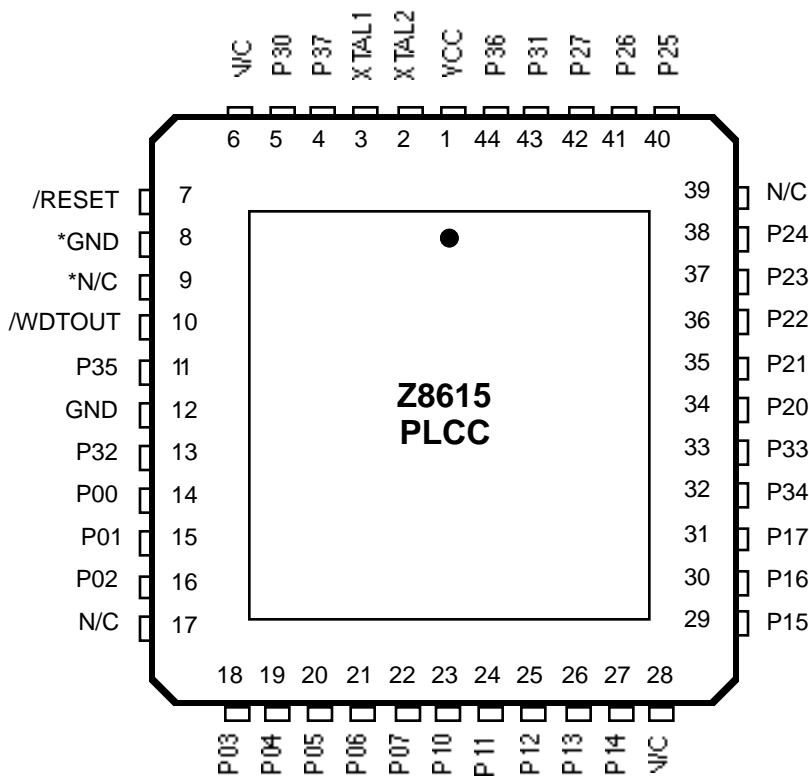 N/C P30 P37 XTAL1 XTAL2 VCC P36 P31 P27 P26 P25
6 5 4 3 2 1 44 43 42 41 40
/RESET 7 39 N/C
*GND 8 38 P24
*N/C 9 37 P23
/WDTOUT 10 36 P22
P35 11 35 P21
GND 12 34 P20
P32 13 33 P33
P00 14 32 P34
P01 15 31 P17
P02 16 30 P16
N/C 17 29 P15
Z8615
PLCC
18 19 20 21 22 23 24 25 26 27 28
P03 P04 P05 P06 P07 P10 P11 P12 P13 P14 N/C